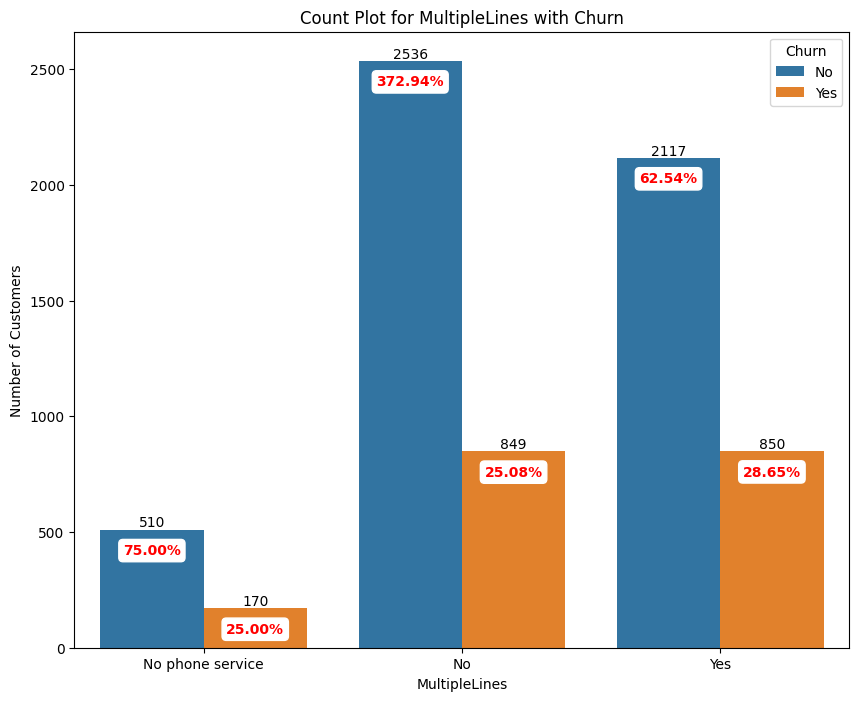 Count Plot for MultipleLines with Churn
Churn
No
Yes
Number of Customers
2500
2000
1500
1000
500
0
2536
372.94%
2117
62.54%
849
25.08%
850
28.65%
510
75.00%
170
25.00%
No phone service
No
Yes
MultipleLines